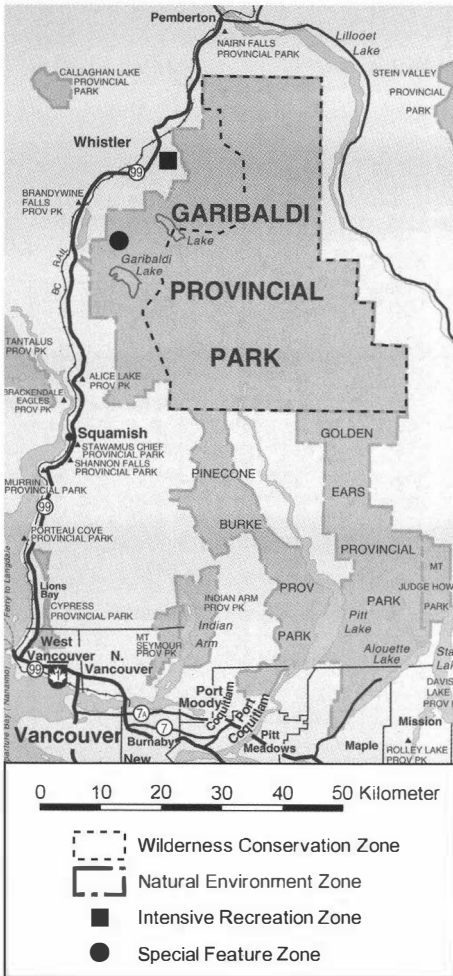 Pemberton
NAIRN FALLS
PROVINCIAL PARK
Lillooet
Lake
CALLAGHAN LAKE
PROVINCIAL
PARK
STEIN VALLEY
PROVINCIAL
PARK
Whistler
99
BRANDYWINE
FALLS
PROV PK
GARIBALDI
Lake
Garibaldi
Lake
BC RAIL
PROVINCIAL
PARK
TANTALUS
PROV PK
ALICE LAKE
PROV PK
BRACKENDALE
EAGLES
PROV PK
Squamish
STAWAMUS CHIEF
PROVINCIAL PARK
SHANNON FALLS
PROVINCIAL PARK
GOLDEN
EARS
PROVINCIAL
PARK
PINECONE
BURKE
PROV
PARK
MURRIN
PROVINCIAL PARK
99
PORTEAU COVE
PROVINCIAL PARK
MT
JUDGE HOW
PARK
Ferry to Langdale
Lions
Bay
CYPRESS
PROVINCIAL PARK
INDIAN ARM
PROV PK
Indian
Arm
Pitt
Lake
Alouette
Lake
West
Vancouver
N.
Vancouver
MT
SEYMOUR
PROV PK
99
1
Port
Moody
7A
7
Coquitlam
Port
Coquitlam
DAVIS
LAKE
PROV P
Vancouver
Burnaby
New
Pitt
Meadows
Maple
Mission
ROLLEY LAKE
PROV PK
0 10 20 30 40 50 Kilometer
Wilderness Conservation Zone
Natural Environment Zone
Intensive Recreation Zone
Special Feature Zone